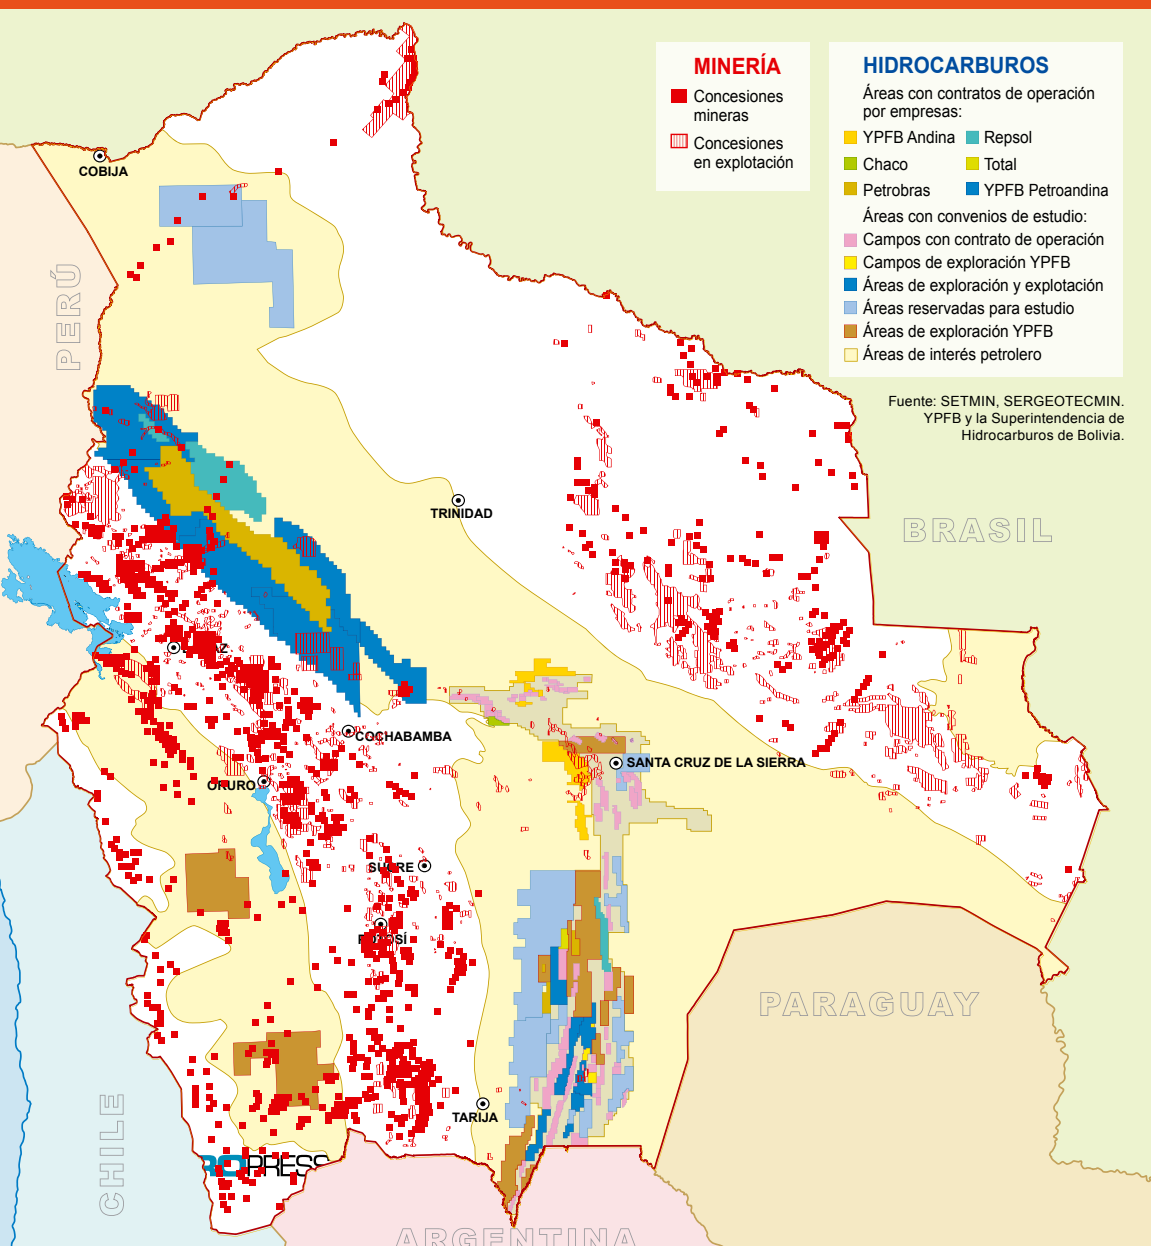 MINERÍA
Concesiones
mineras
Concesiones
en explotación
HIDROCARBUROS
Áreas con contratos de operación
por empresas:
YPFB Andina
Repsol
Chaco
Total
Petrobras
YPFB Petroandina
Áreas con convenios de estudio:
Campos con contrato de operación
Campos de exploración YPFB
Áreas de exploración y explotación
Áreas reservadas para estudio
Áreas de exploración YPFB
Áreas de interés petrolero
Fuente: SETMIN, SERGEOTECMIN.
YPFB y la Superintendencia de
Hidrocarburos de Bolivia.
COBIJA
PERÚ
TRINIDAD
BRASIL
COCHABAMBA
SANTA CRUZ DE LA SIERRA
ORURO
SUCRE
POTOSÍ
PARAGUAY
CHILE
TARIJA
PRESS
ARGENTINA